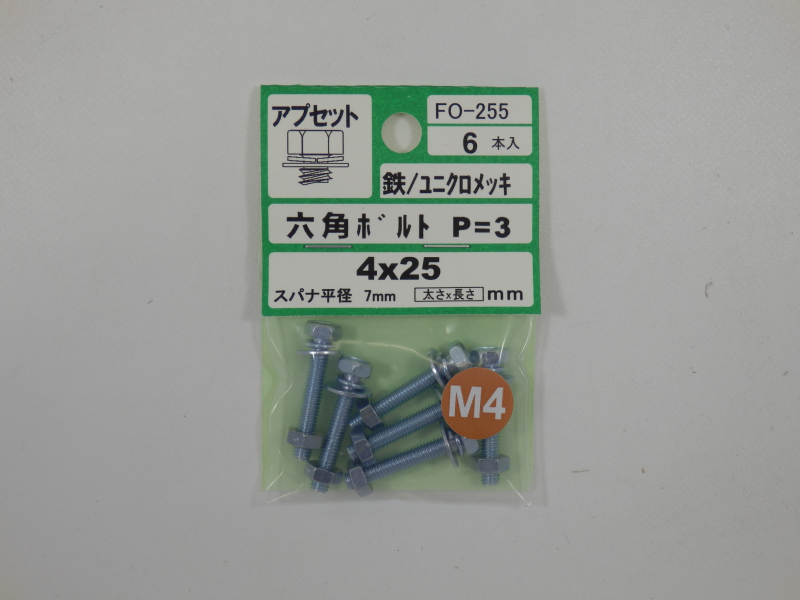 アプセット
FO-255
6 本入
鉄/ユニクロメッキ
六角ボルト P=3
4x25
スパナ平径 7mm 太さx長さ mm
M4